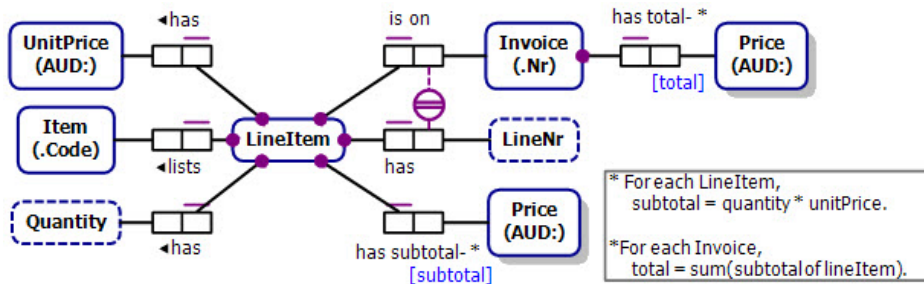 ◄has
is on
has total- *
UnitPrice
(AUD:)
Invoice
(.Nr)
Price
(AUD:)
[total]
Item
(.Code)
LineItem
LineNr
◄lists
has
Quantity
◄has
Price
(AUD:)
has subtotal- *
[subtotal]
* For each LineItem,
subtotal = quantity * unitPrice.
*For each Invoice,
total = sum(subtotal of lineItem).